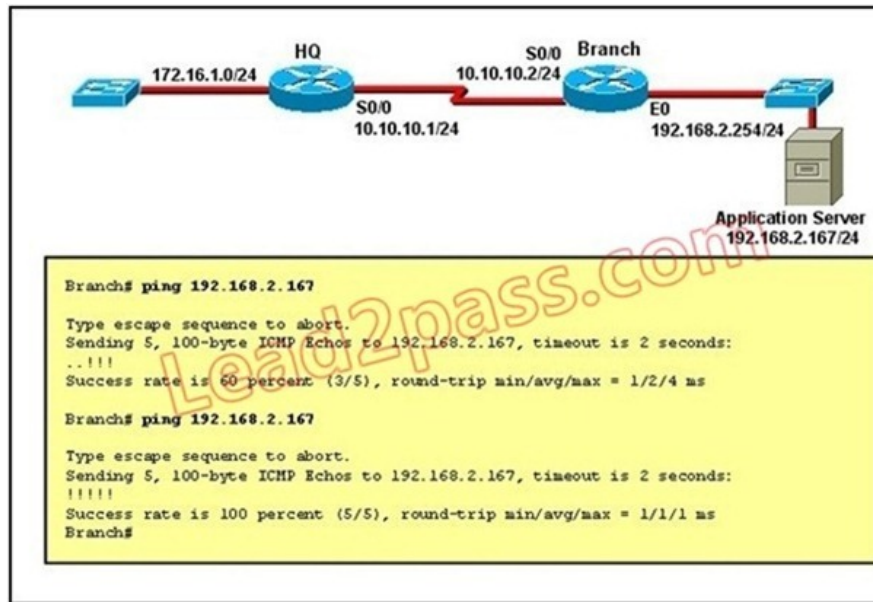 HQ
S0/0
Branch
172.16.1.0/24
10.10.10.2/24
S0/0
10.10.10.1/24
E0
192.168.2.254/24
Application Server
192.168.2.167/24
Lead2pass.com
Branch# ping 192.168.2.167
Type escape sequence to abort.
Sending 5, 100-byte ICMP Echos to 192.168.2.167, timeout is 2 seconds:
..!!!
Success rate is 60 percent (3/5), round-trip min/avg/max = 1/2/4 ms
Branch# ping 192.168.2.167
Type escape sequence to abort.
Sending 5, 100-byte ICMP Echos to 192.168.2.167, timeout is 2 seconds:
!!!!!
Success rate is 100 percent (5/5), round-trip min/avg/max = 1/1/1 ms
Branch#